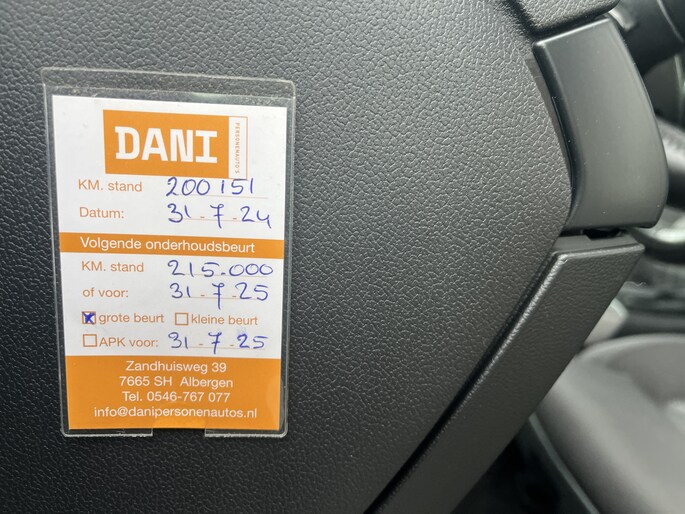 DANI
PERSONENAUTO'S
KM. stand 200151
Datum: 31-7-24
Volgende onderhoudsbeurt
KM. stand 215.000
of voor: 31-7-25
grote beurt kleine beurt
APK voor: 31-7-25
Zandhuisweg 39
7665 SH Albergen
Tel. 0546-767 077
info@danipersonenautos.nl